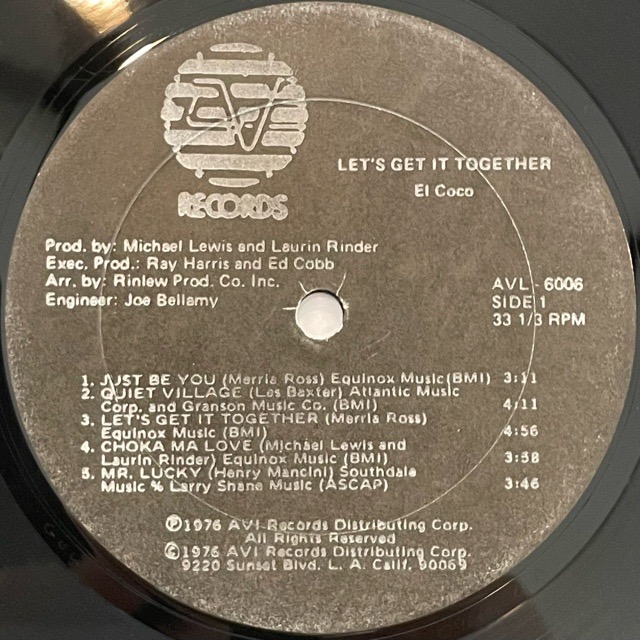 AVI
RECORDS
LET'S GET IT TOGETHER
El Coco
Prod. by: Michael Lewis and Laurin Rinder
Exec. Prod.: Ray Harris and Ed Cobb
Arr. by: Rinlew Prod. Co. Inc.
Engineer: Joe Bellamy
AVL - 6006
SIDE 1
33 1/3 RPM
1. JUST BE YOU (Merria Ross) Equinox Music(BMI) 3:11
2. QUIET VILLAGE (Les Baxter) Atlantic Music
Corp. and Granson Music Co. (BMI) 4:11
3. LET'S GET IT TOGETHER (Merria Ross)
Equinox Music (BMI) 4:56
4. CHOKA MA LOVE (Michael Lewis and
Laurin Rinder) Equinox Music (BMI) 3:58
5. MR. LUCKY (Henry Mancini) Southdale
Music % Larry Shane Music (ASCAP) 3:46
℗1976 AVI Records Distributing Corp.
All Rights Reserved
©1976 AVI Records Distributing Corp.
9220 Sunset Blvd. L. A. Calif. 90069